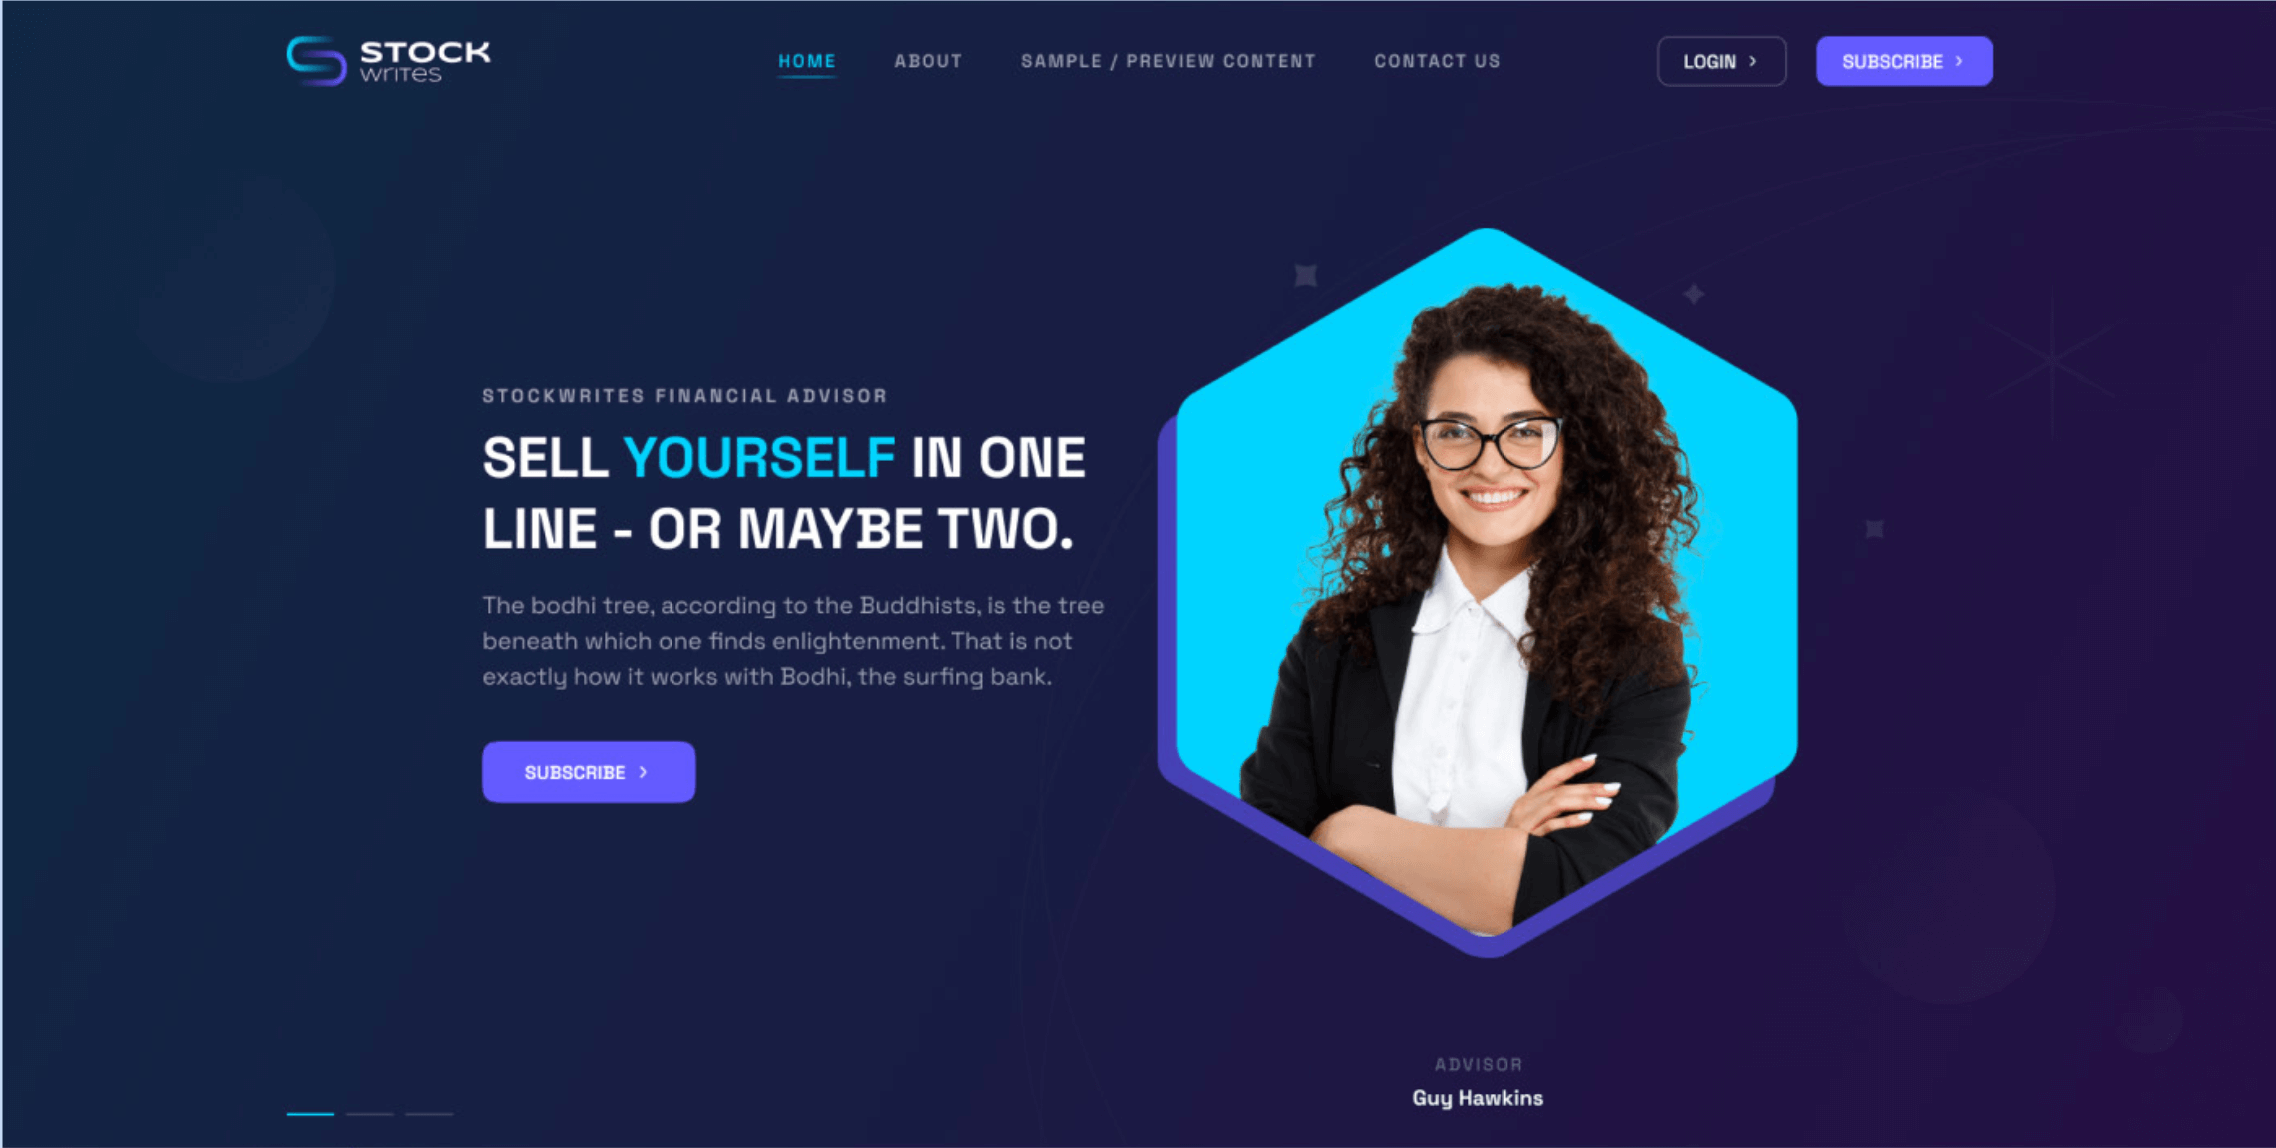 STOCK
writes
HOME
ABOUT
SAMPLE / PREVIEW CONTENT
CONTACT US
LOGIN
SUBSCRIBE
STOCKWRITES FINANCIAL ADVISOR
SELL YOURSELF IN ONE
LINE - OR MAYBE TWO.
The bodhi tree, according to the Buddhists, is the tree
beneath which one finds enlightenment. That is not
exactly how it works with Bodhi, the surfing bank.
SUBSCRIBE
ADVISOR
Guy Hawkins